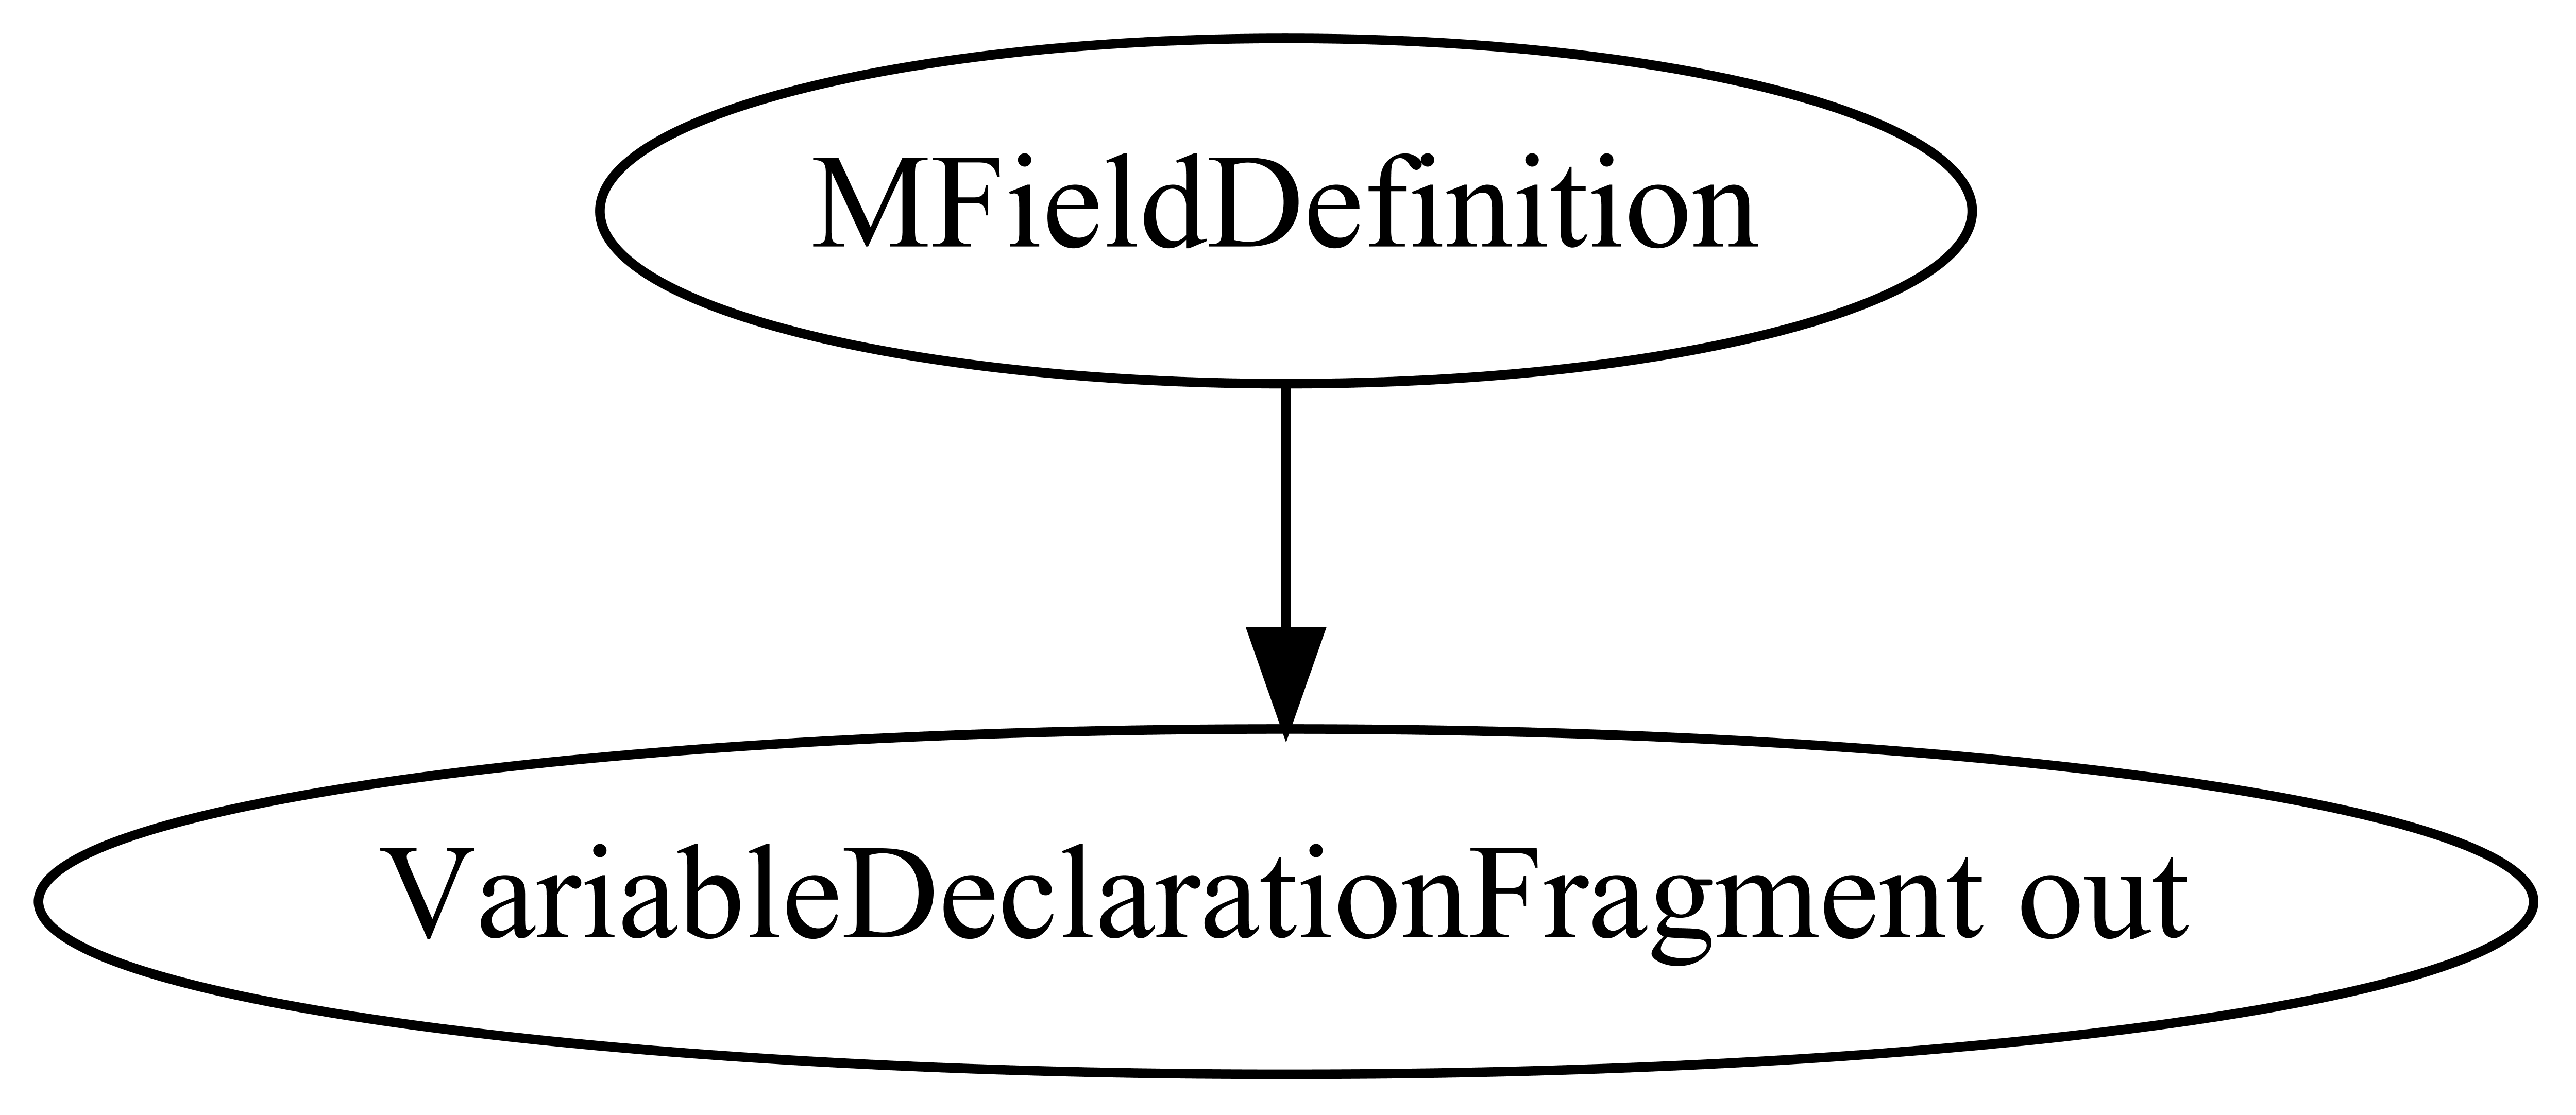 MFieldDefinition
VariableDeclarationFragment out